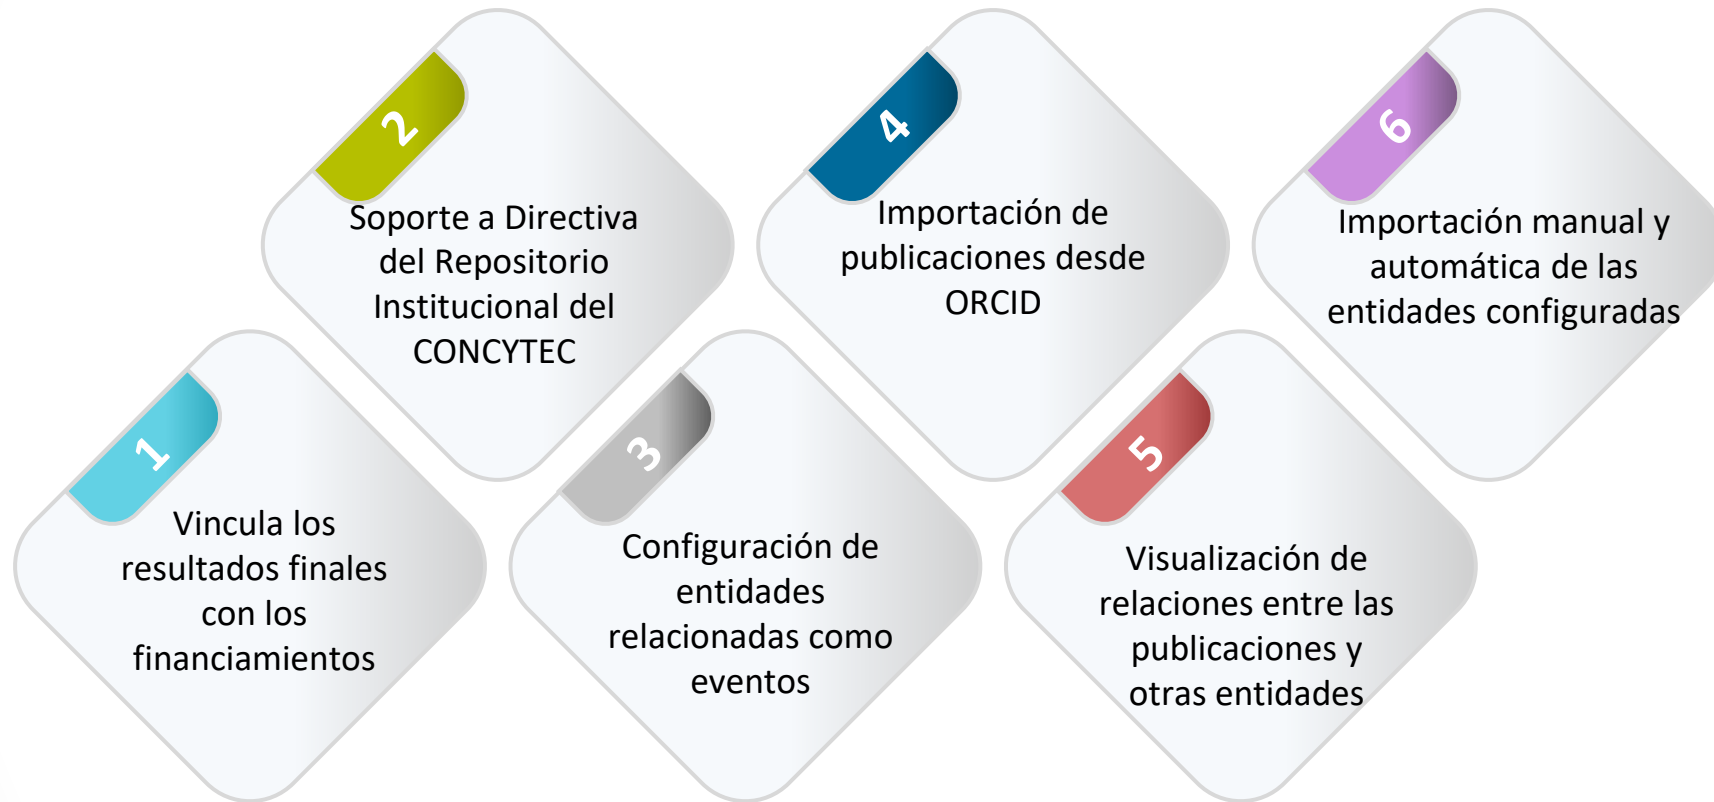 1
Vincula los
resultados finales
con los
financiamientos
2
Soporte a Directiva
del Repositorio
Institucional del
CONCYTEC
3
Configuración de
entidades
relacionadas como
eventos
4
Importación de
publicaciones desde
ORCID
5
Visualización de
relaciones entre las
publicaciones y
otras entidades
6
Importación manual y
automática de las
entidades configuradas